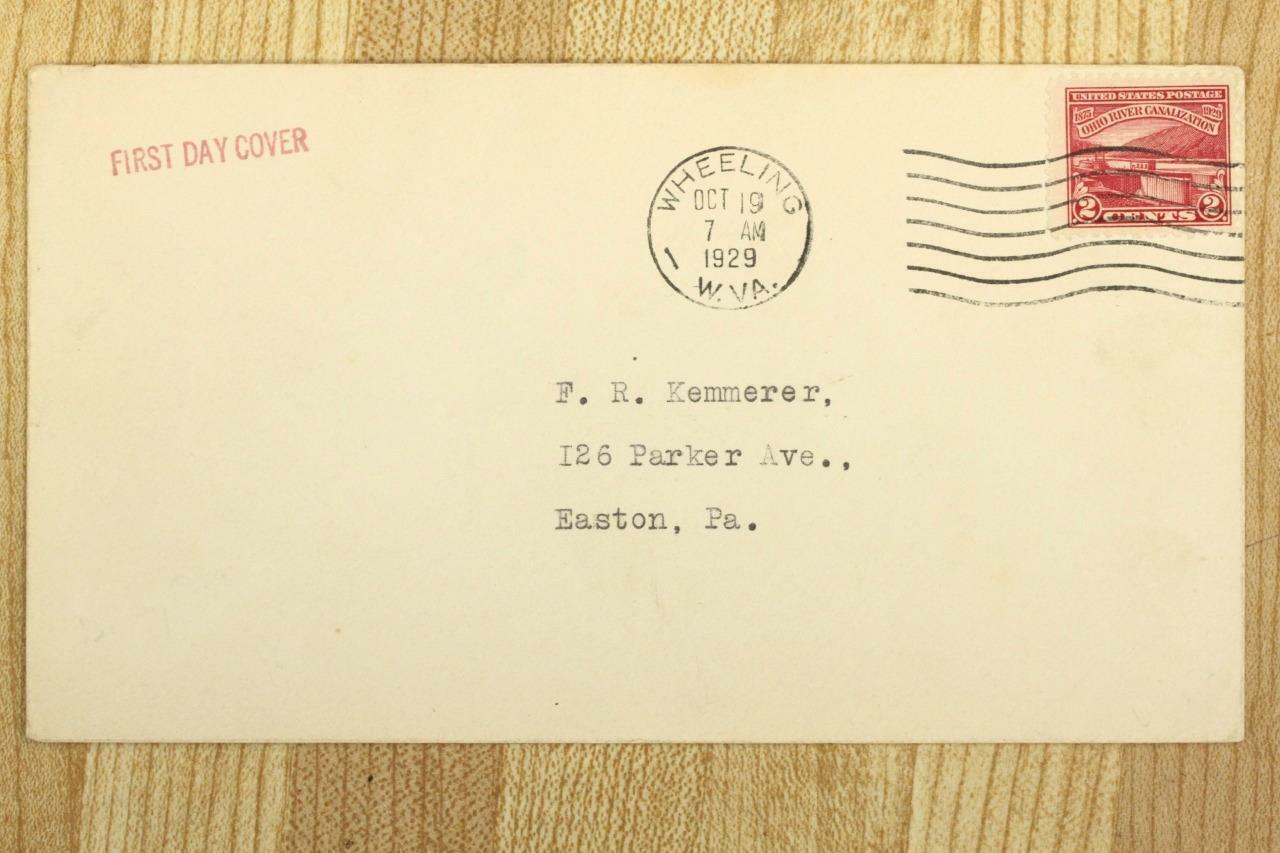 FIRST DAY COVER
WHEELING
OCT 19
7 AM
1929
1
W. VA.
UNITED STATES POSTAGE
1875 1929
OHIO RIVER CANALIZATION
2 CENTS 2
F. R. Kemmerer,
126 Parker Ave.,
Easton, Pa.